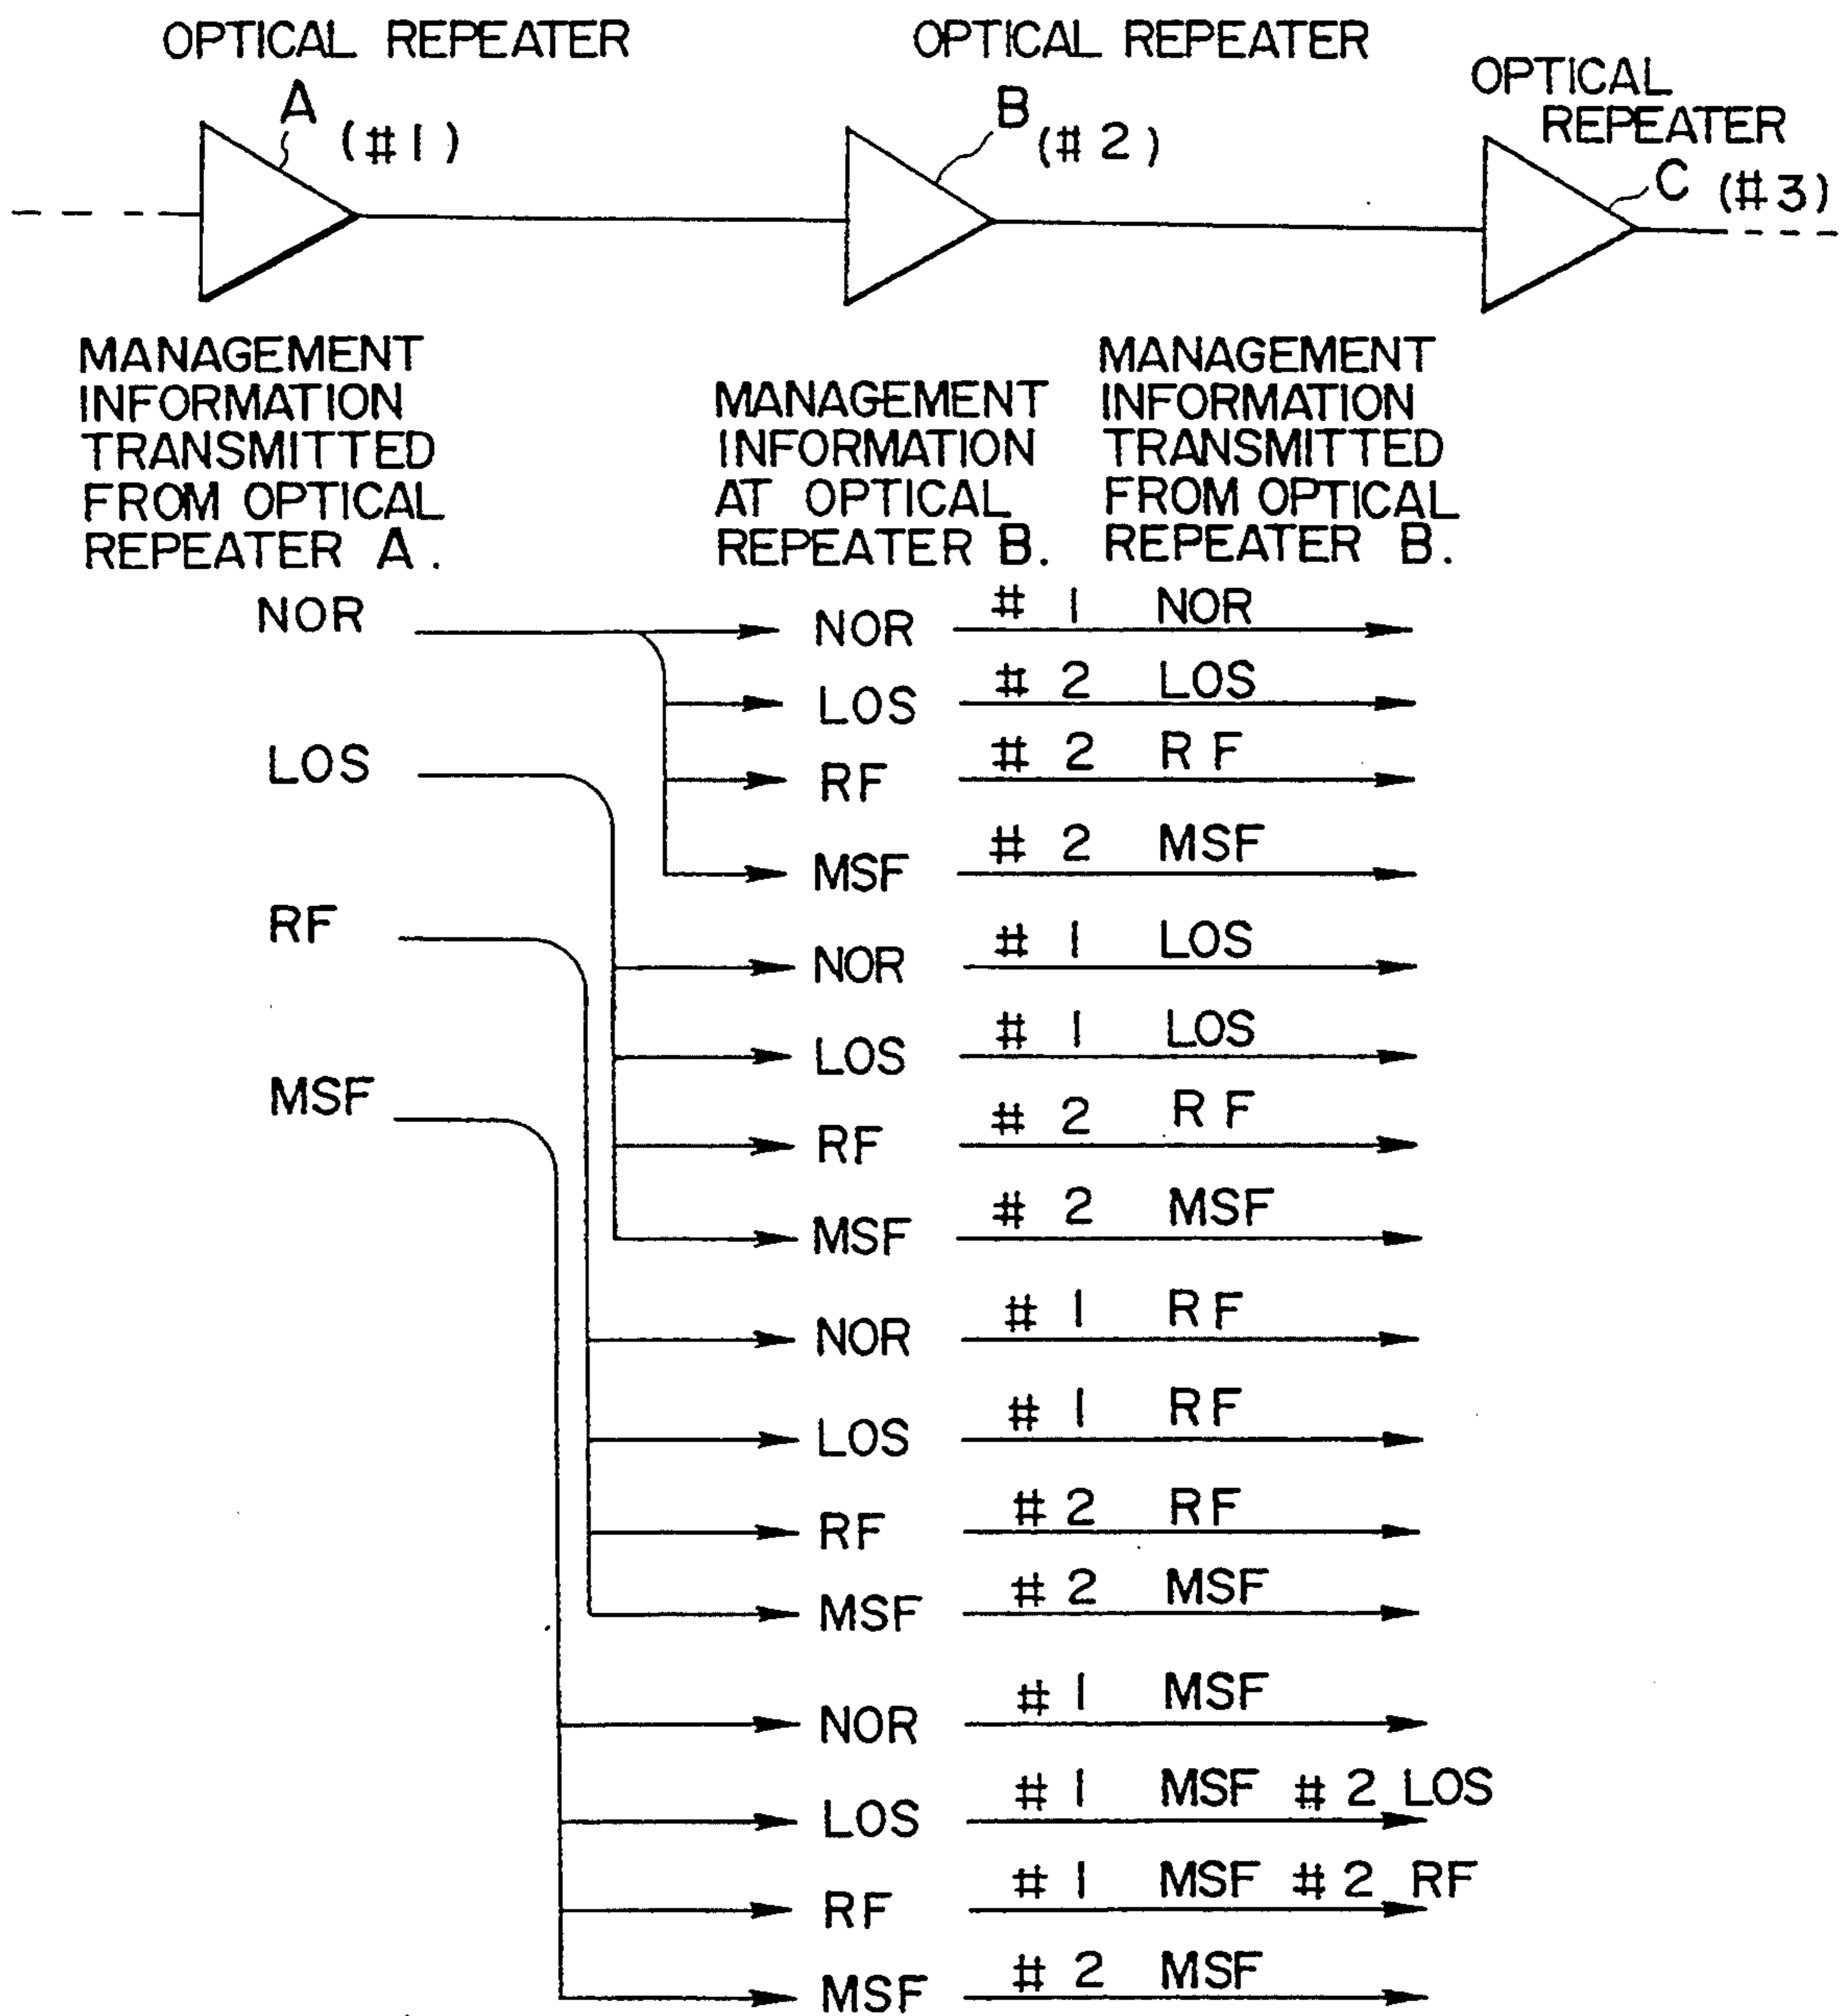 OPTICAL REPEATER
A (#1)
OPTICAL REPEATER
B (#2)
OPTICAL
REPEATER
C (#3)
MANAGEMENT
INFORMATION
TRANSMITTED
FROM OPTICAL
REPEATER A.
MANAGEMENT
INFORMATION
AT OPTICAL
REPEATER B.
MANAGEMENT
INFORMATION
TRANSMITTED
FROM OPTICAL
REPEATER B.
NOR
NOR # 1 NOR
LOS # 2 LOS
RF # 2 RF
MSF # 2 MSF
LOS
NOR # 1 LOS
LOS # 1 LOS
RF # 2 RF
MSF # 2 MSF
RF
NOR # 1 RF
LOS # 1 RF
RF # 2 RF
MSF # 2 MSF
MSF
NOR # 1 MSF
LOS # 1 MSF # 2 LOS
RF # 1 MSF # 2 RF
MSF # 2 MSF